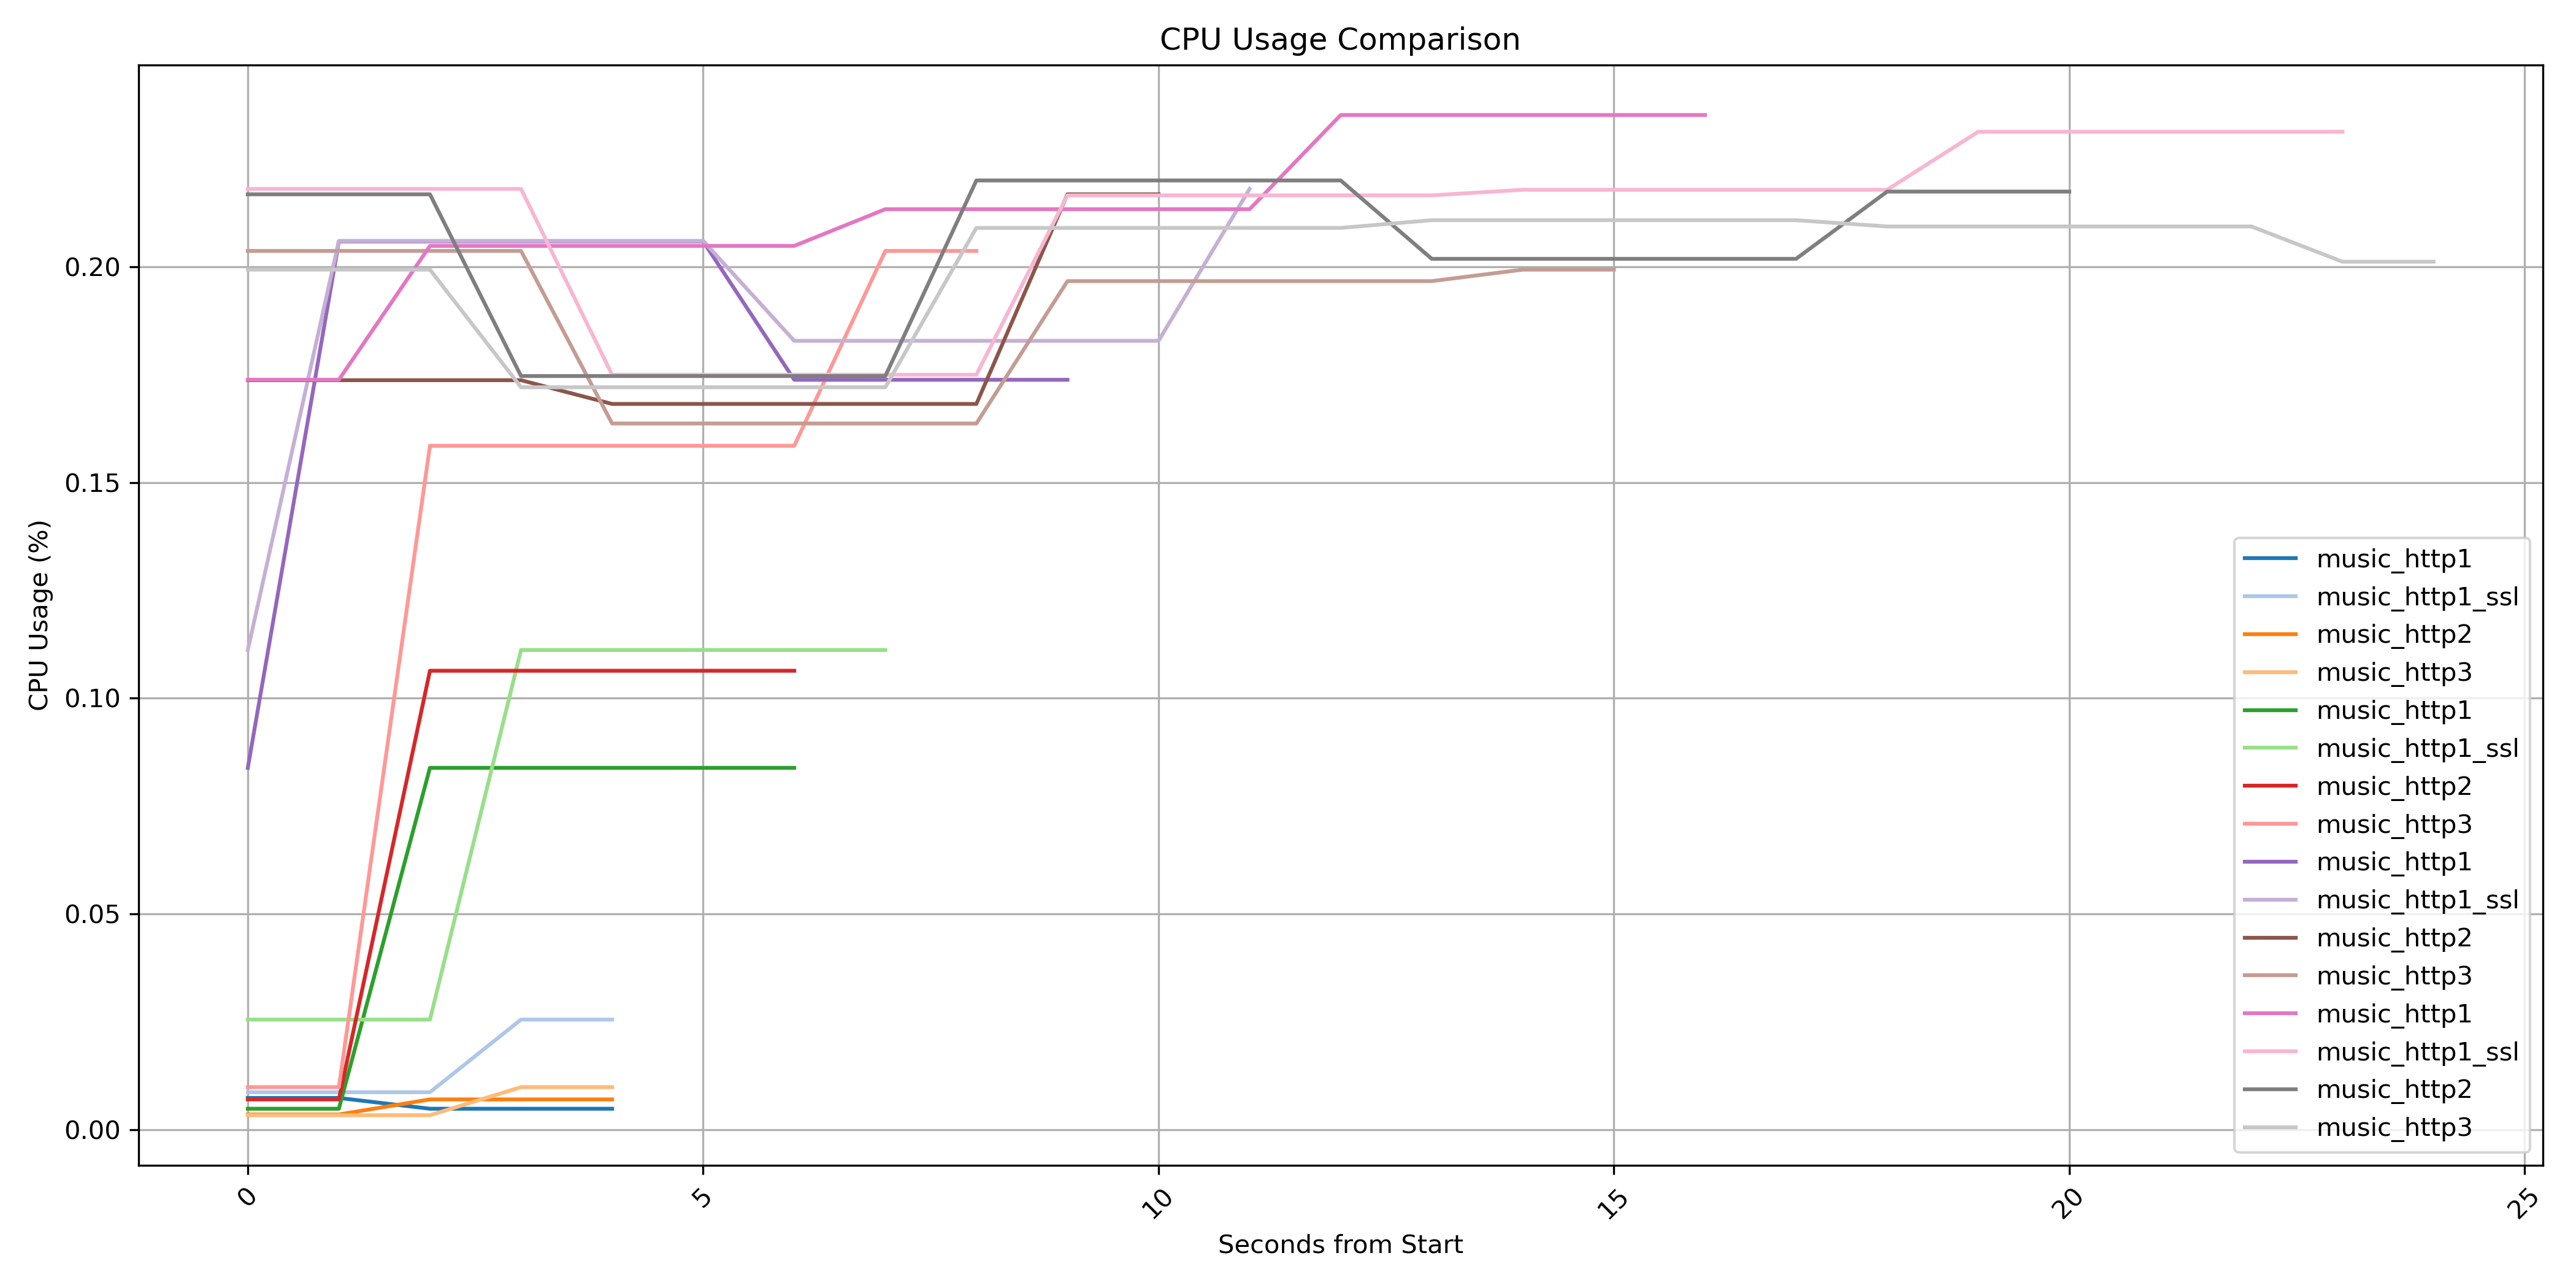 CPU Usage Comparison
CPU Usage (%)
0.20
0.15
0.10
0.05
0.00
0
5
10
15
20
25
Seconds from Start
music_http1
music_http1_ssl
music_http2
music_http3
music_http1
music_http1_ssl
music_http2
music_http3
music_http1
music_http1_ssl
music_http2
music_http3
music_http1
music_http1_ssl
music_http2
music_http3